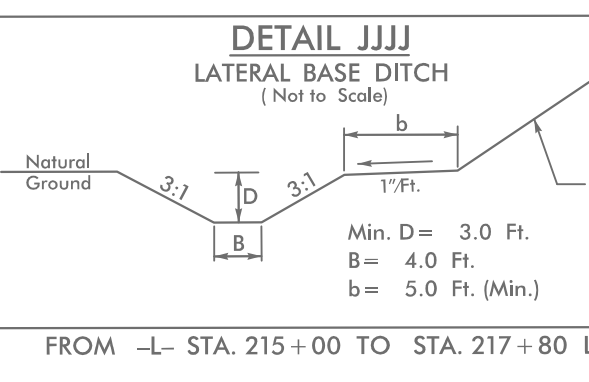 DETAIL JJJJ
LATERAL BASE DITCH
( Not to Scale)
b
Natural
Ground
3:1
D
3:1
1"/Ft.
B
Min. D= 3.0 Ft.
B= 4.0 Ft.
b= 5.0 Ft. (Min.)
FROM -L- STA. 215+00 TO STA. 217+80